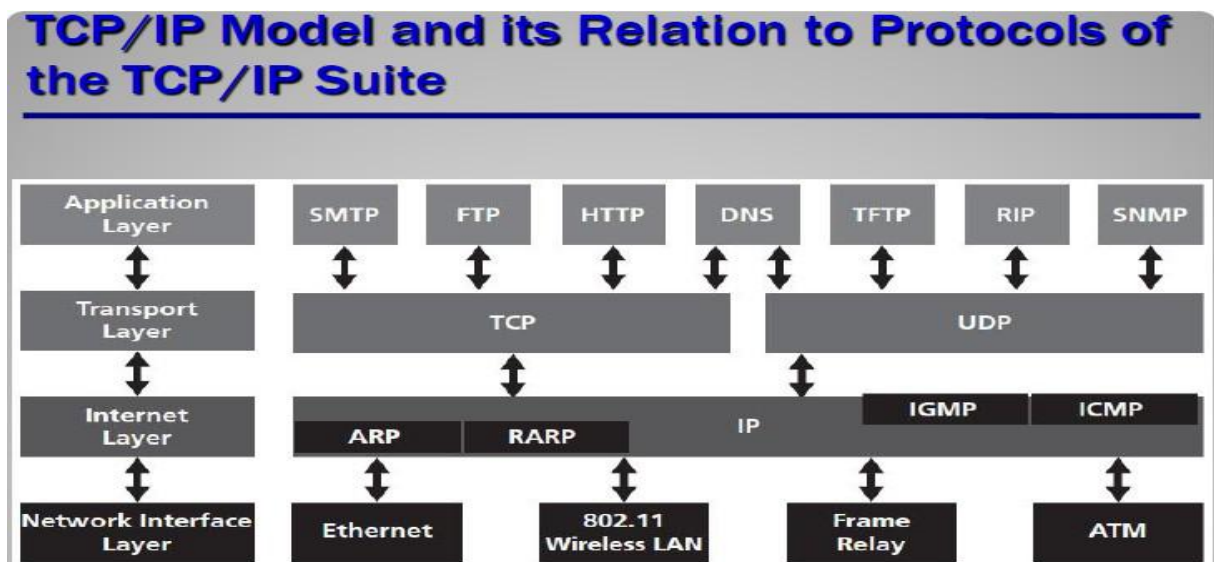 TCP/IP Model and its Relation to Protocols of
the TCP/IP Suite
Application
Layer
SMTP
FTP
HTTP
DNS
TFTP
RIP
SNMP
Transport
Layer
TCP
UDP
Internet
Layer
ARP
RARP
IP
IGMP
ICMP
Network Interface
Layer
Ethernet
802.11
Wireless LAN
Frame
Relay
ATM